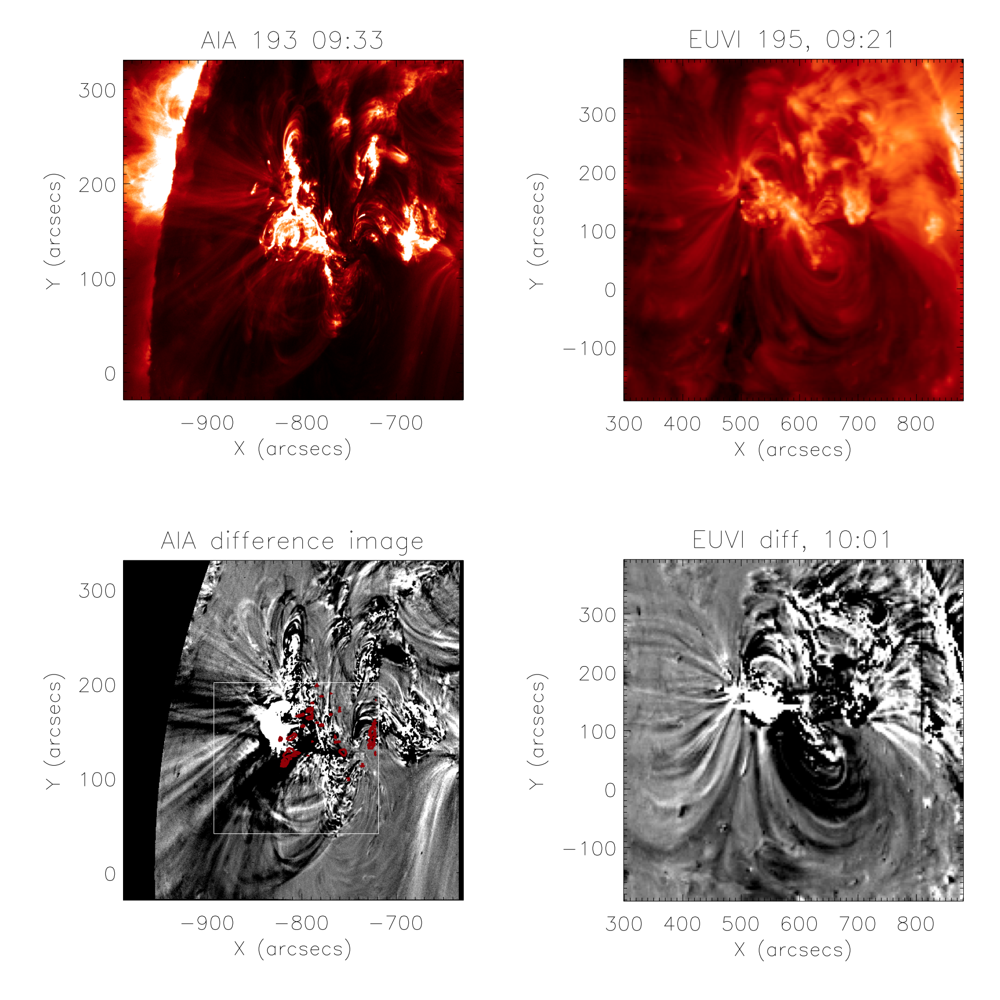 AIA 193 09:33
300
200
100
0
Y (arcsecs)
−900 −800 −700
X (arcsecs)
EUVI 195, 09:21
300
200
100
0
−100
Y (arcsecs)
300 400 500 600 700 800
X (arcsecs)
AIA difference image
300
200
100
0
Y (arcsecs)
−900 −800 −700
X (arcsecs)
EUVI diff, 10:01
300
200
100
0
−100
Y (arcsecs)
300 400 500 600 700 800
X (arcsecs)